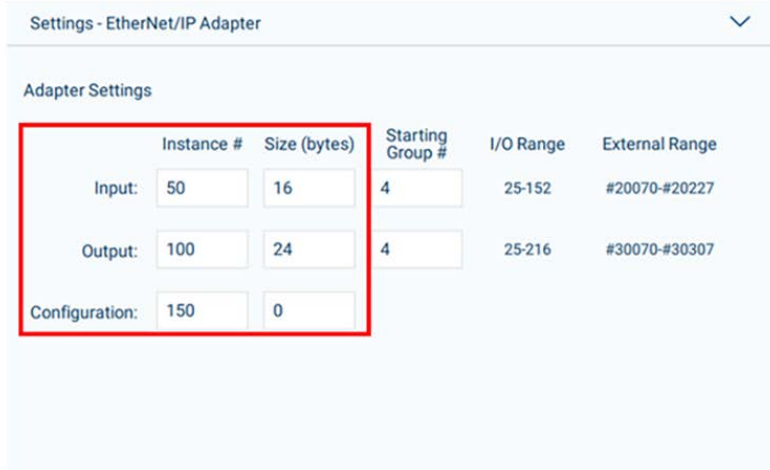 Settings - EtherNet/IP Adapter
Adapter Settings
Instance # Size (bytes) Starting Group # I/O Range External Range
Input: 50 16 4 25-152 #20070-#20227
Output: 100 24 4 25-216 #30070-#30307
Configuration: 150 0